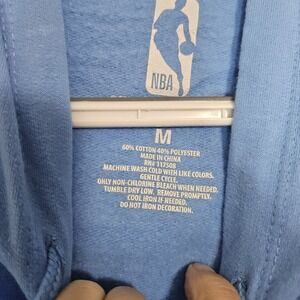 NBA
M
60% COTTON 40% POLYESTER
MADE IN CHINA
RN# 117508
MACHINE WASH COLD WITH LIKE COLORS.
GENTLE CYCLE.
ONLY NON-CHLORINE BLEACH WHEN NEEDED.
TUMBLE DRY LOW. REMOVE PROMPTLY.
COOL IRON IF NEEDED.
DO NOT IRON DECORATION.